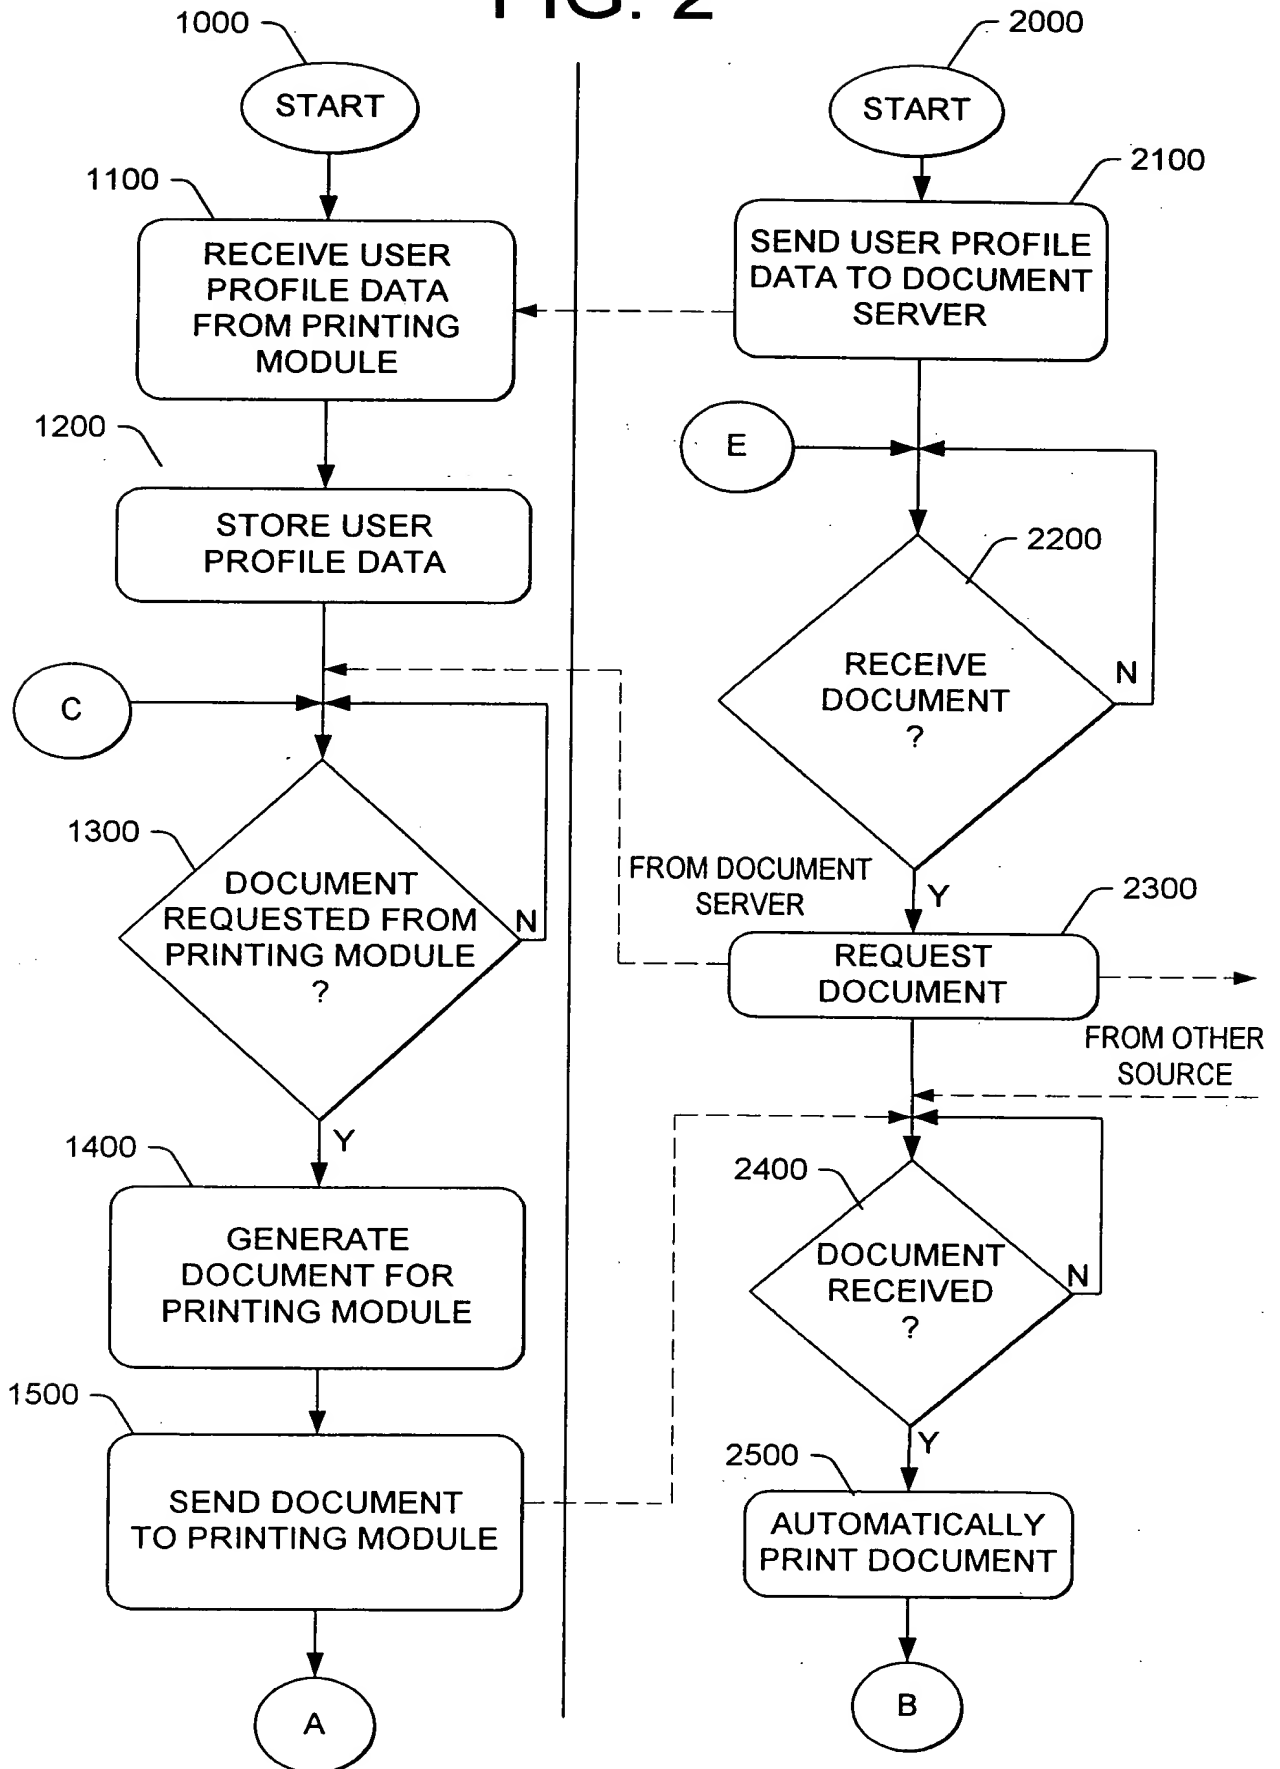 FIG. 2
1000
START
1100
RECEIVE USER
PROFILE DATA
FROM PRINTING
MODULE
1200
STORE USER
PROFILE DATA
C
1300
DOCUMENT
REQUESTED FROM
PRINTING MODULE
?
N
Y
1400
GENERATE
DOCUMENT FOR
PRINTING MODULE
1500
SEND DOCUMENT
TO PRINTING MODULE
A
2000
START
2100
SEND USER PROFILE
DATA TO DOCUMENT
SERVER
E
2200
RECEIVE
DOCUMENT
?
N
Y
FROM DOCUMENT
SERVER
2300
REQUEST
DOCUMENT
FROM OTHER
SOURCE
2400
DOCUMENT
RECEIVED
?
N
Y
2500
AUTOMATICALLY
PRINT DOCUMENT
B